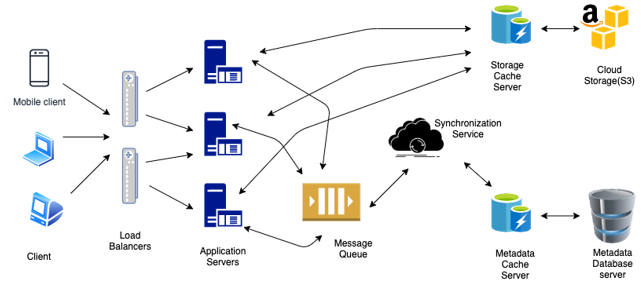 a
Storage
Cache
Server
Cloud
Storage(S3)
Mobile client
Synchronization
Service
Client
Load
Balancers
Application
Servers
Message
Queue
Metadata
Cache
Server
Metadata
Database
server